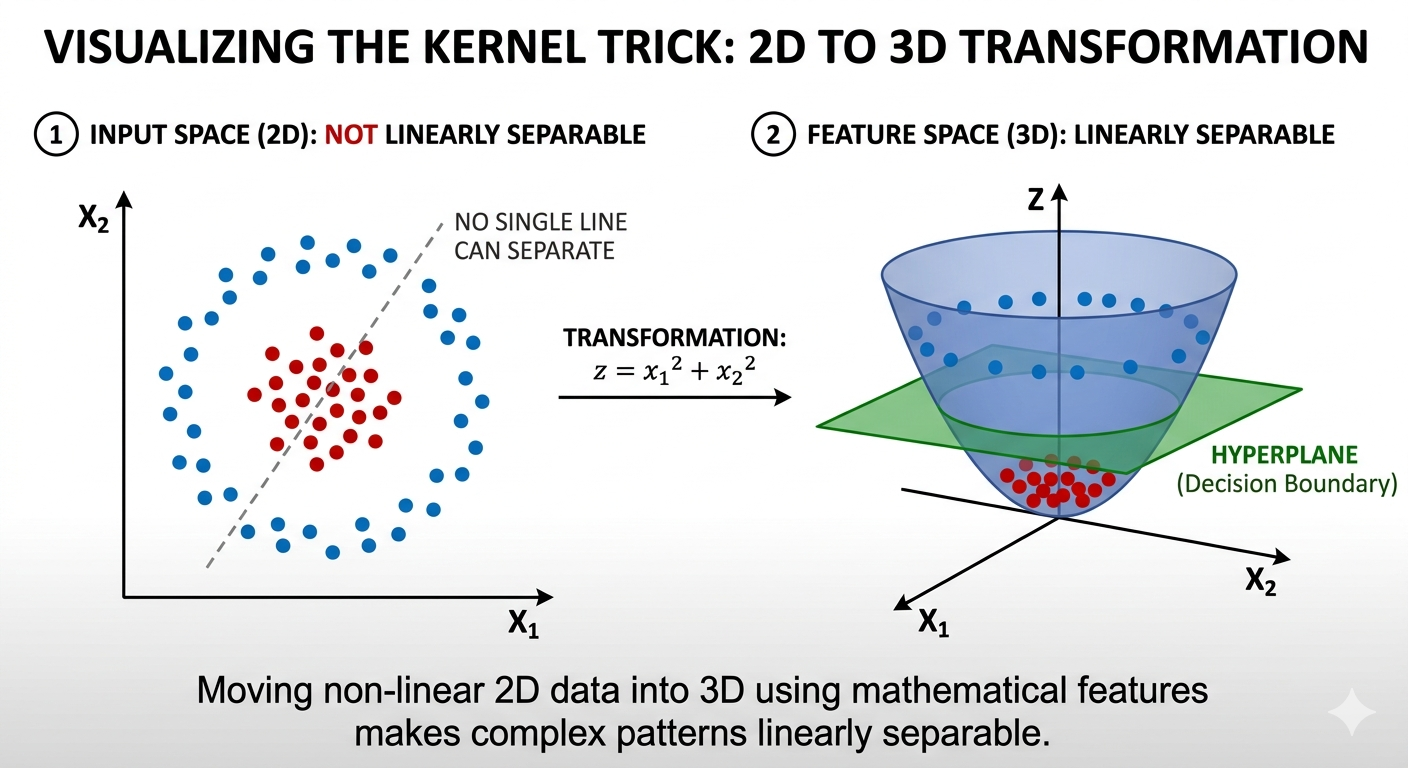 VISUALIZING THE KERNEL TRICK: 2D TO 3D TRANSFORMATION
1 INPUT SPACE (2D): NOT LINEARLY SEPARABLE
2 FEATURE SPACE (3D): LINEARLY SEPARABLE
X₂
NO SINGLE LINE
CAN SEPARATE
X₁
TRANSFORMATION:
z = x₁² + x₂²
Z
HYPERPLANE
(Decision Boundary)
X₂
X₁
Moving non-linear 2D data into 3D using mathematical features
makes complex patterns linearly separable.